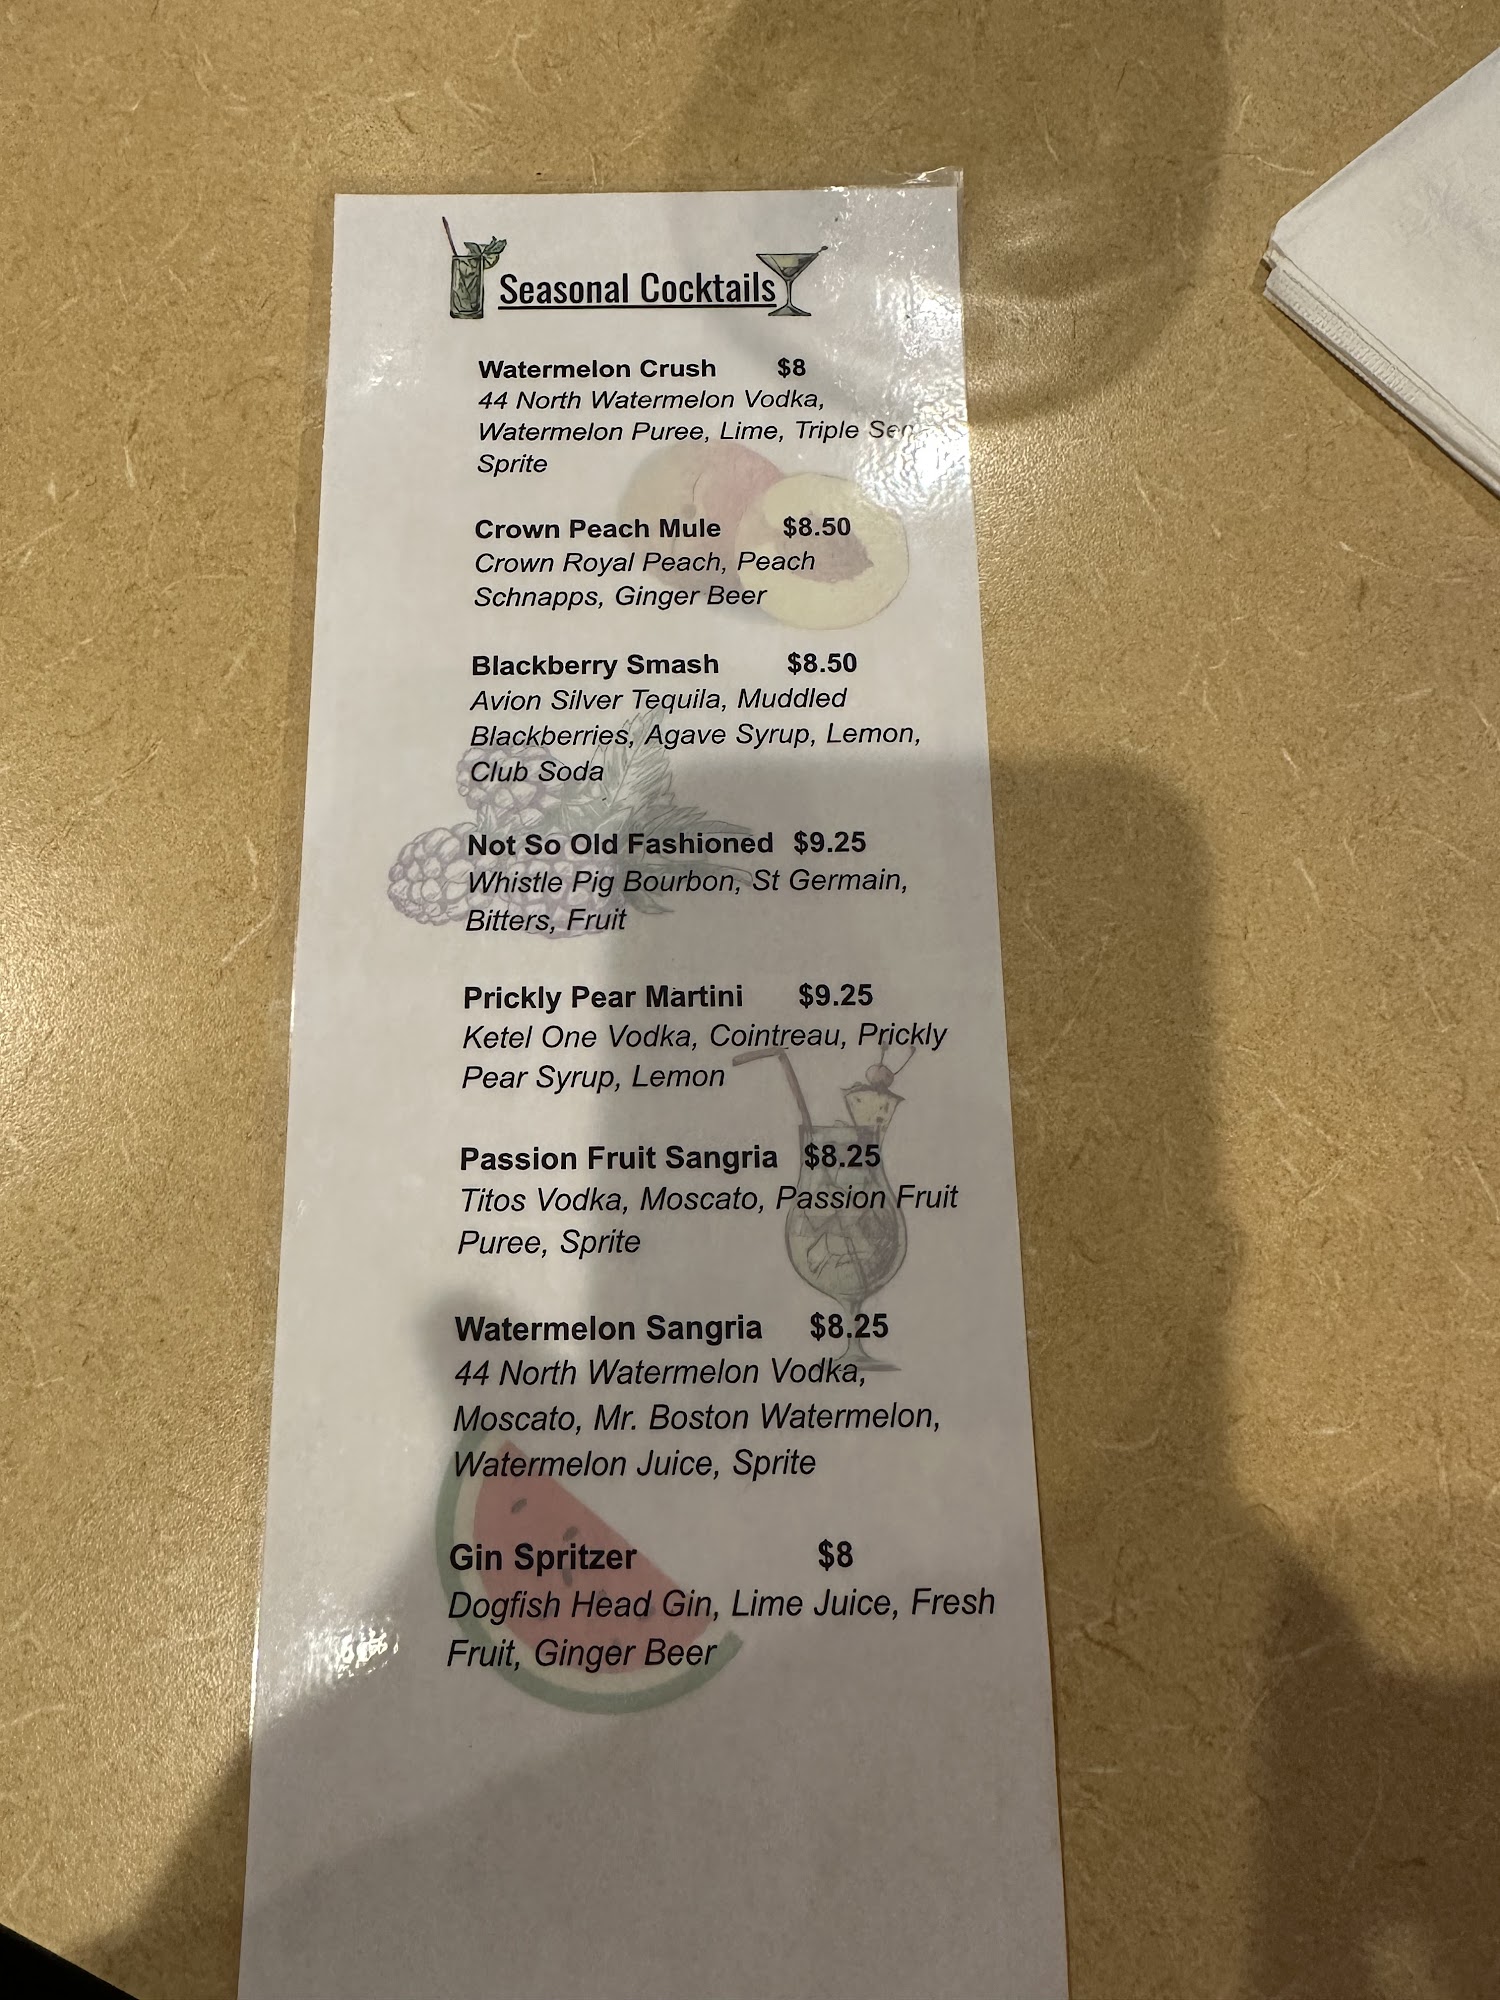 Seasonal Cocktails
Watermelon Crush $8
44 North Watermelon Vodka,
Watermelon Puree, Lime, Triple
Sprite
Crown Peach Mule $8.50
Crown Royal Peach, Peach
Schnapps, Ginger Beer
Blackberry Smash $8.50
Avion Silver Tequila, Muddled
Blackberries, Agave Syrup, Lemon,
Club Soda
Not So Old Fashioned $9.25
Whistle Pig Bourbon, St Germain,
Bitters, Fruit
Prickly Pear Martini $9.25
Ketel One Vodka, Cointreau, Prickly
Pear Syrup, Lemon
Passion Fruit Sangria $8.25
Titos Vodka, Moscato, Passion Fruit
Puree, Sprite
Watermelon Sangria $8.25
44 North Watermelon Vodka,
Moscato, Mr. Boston Watermelon,
Watermelon Juice, Sprite
Gin Spritzer $8
Dogfish Head Gin, Lime Juice, Fresh
Fruit, Ginger Beer